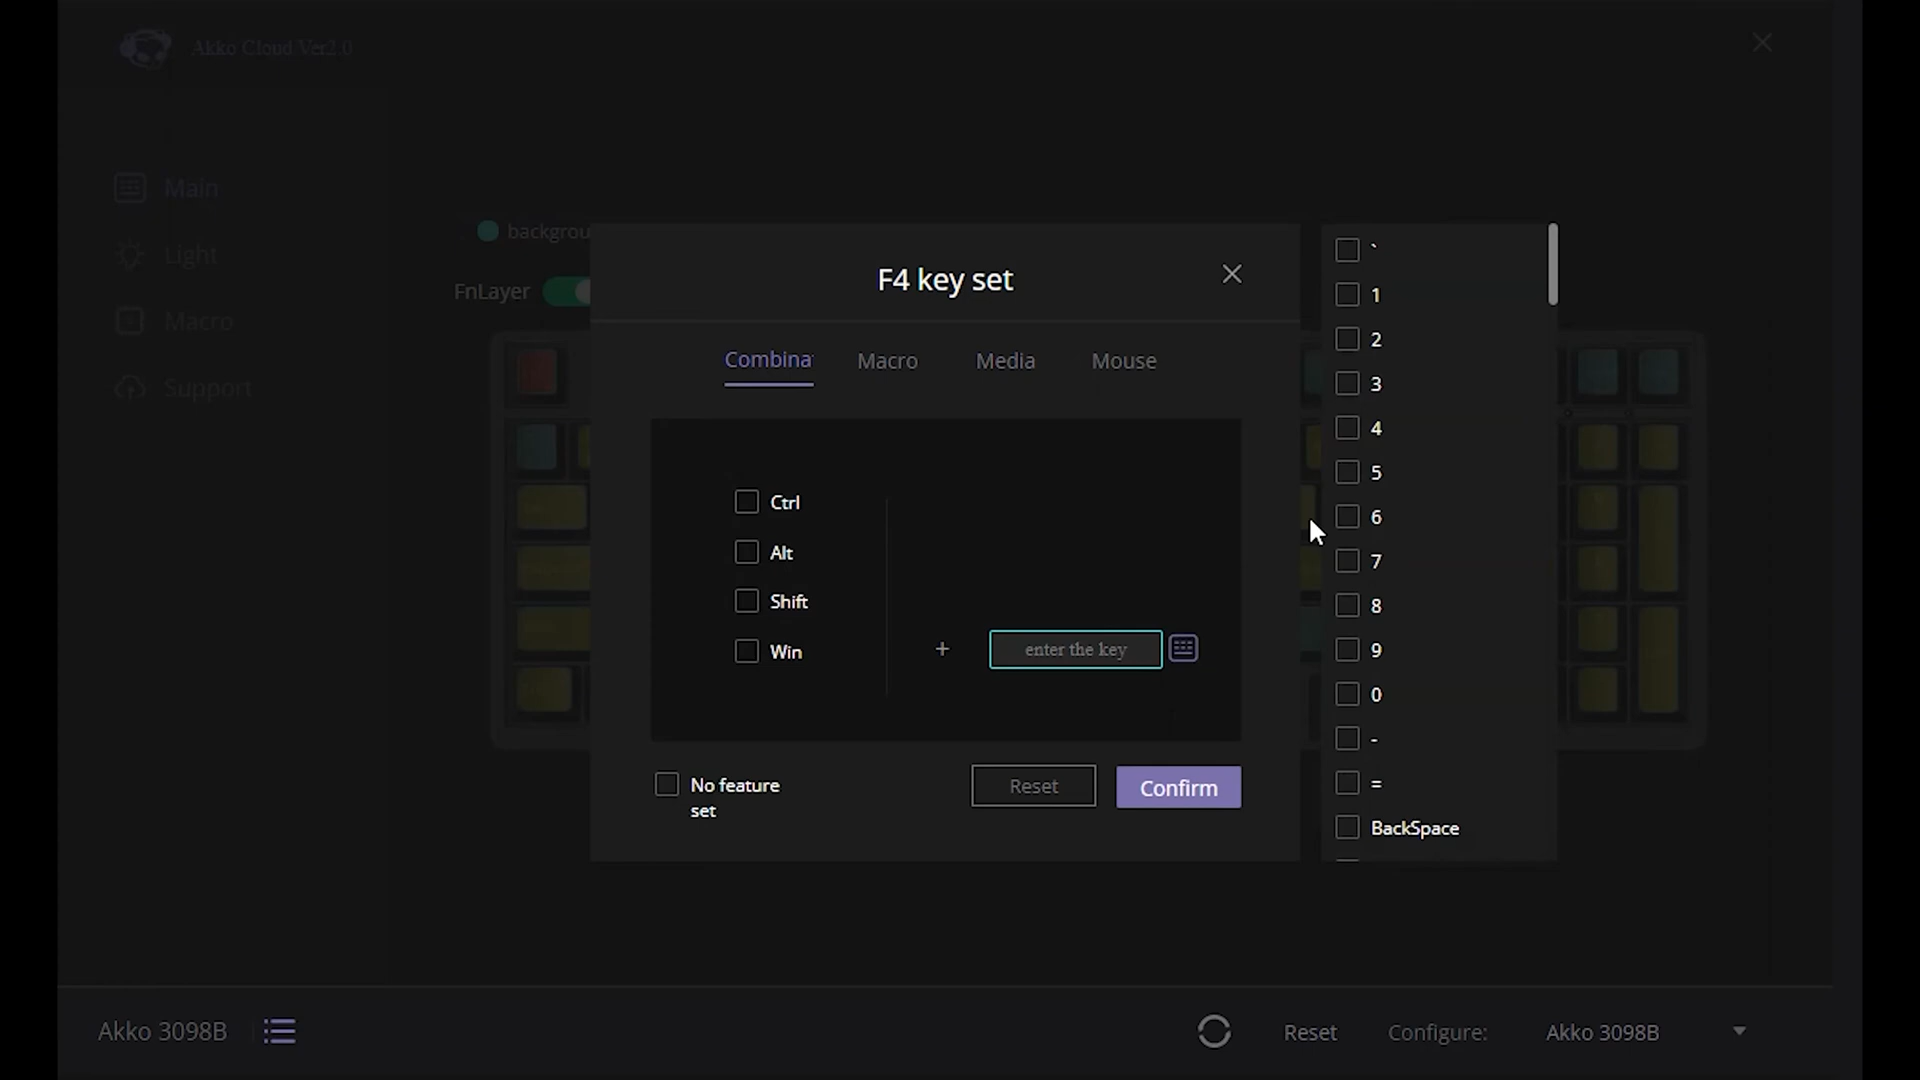 Akko Cloud Ver2.0
Main
Light
Macro
Support
backgrou
FnLayer
F4 key set
Combina
Macro
Media
Mouse
Ctrl
Alt
Shift
Win
+
enter the key
No feature
set
Reset
Confirm
`
1
2
3
4
5
6
7
8
9
0
-
=
BackSpace
Akko 3098B
Reset
Configure:
Akko 3098B